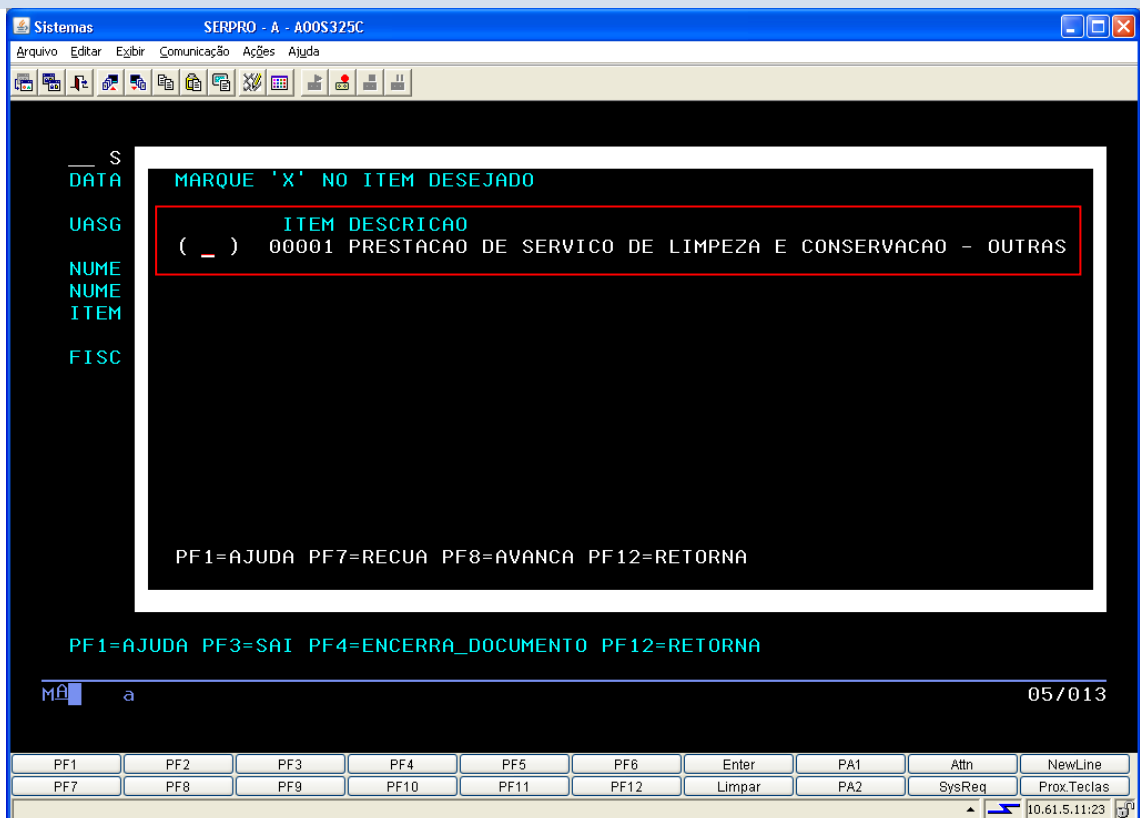 Sistemas SERPRO - A - A00S325C
Arquivo Editar Exibir Comunicação Ações Ajuda
__ S
DATA MARQUE 'X' NO ITEM DESEJADO
UASG ITEM DESCRICAO
( _ ) 00001 PRESTACAO DE SERVICO DE LIMPEZA E CONSERVACAO - OUTRAS
NUME
NUME
ITEM
FISC
PF1=AJUDA PF7=RECUA PF8=AVANCA PF12=RETORNA
PF1=AJUDA PF3=SAI PF4=ENCERRA_DOCUMENTO PF12=RETORNA
MA a 05/013
PF1 PF2 PF3 PF4 PF5 PF6 Enter PA1 Attn NewLine
PF7 PF8 PF9 PF10 PF11 PF12 Limpar PA2 SysReq Prox.Teclas
10.61.5.11:23